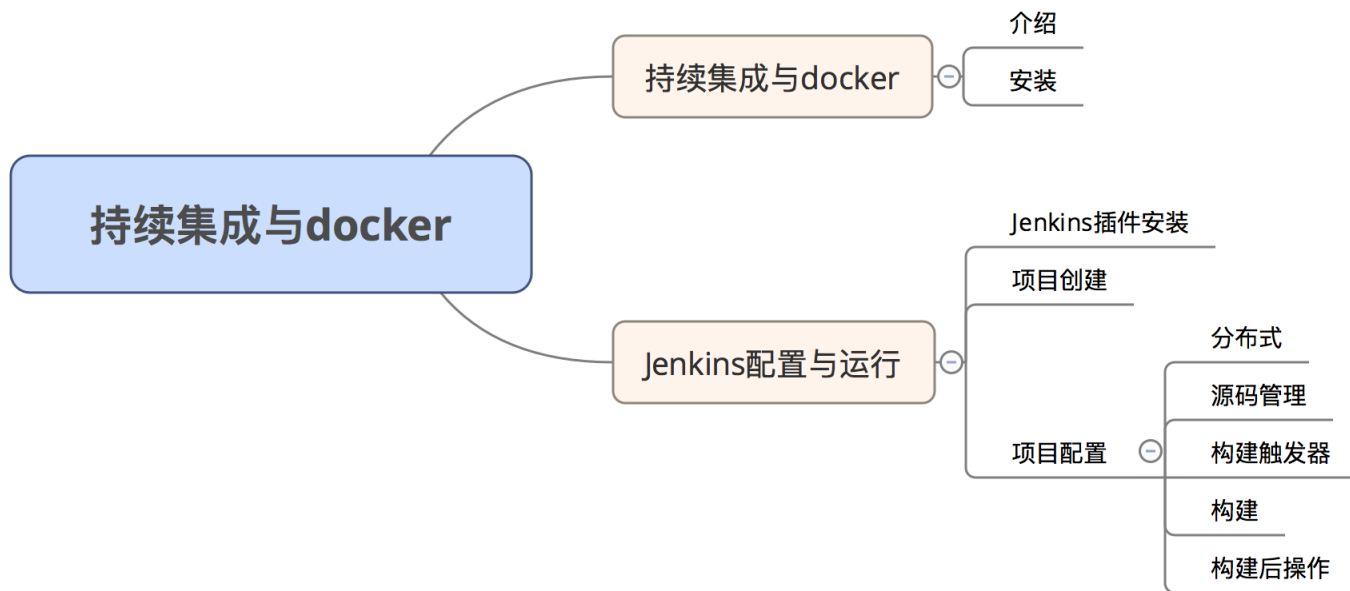 持续集成与docker
持续集成与docker
介绍
安装
Jenkins配置与运行
Jenkins插件安装
项目创建
项目配置
分布式
源码管理
构建触发器
构建
构建后操作